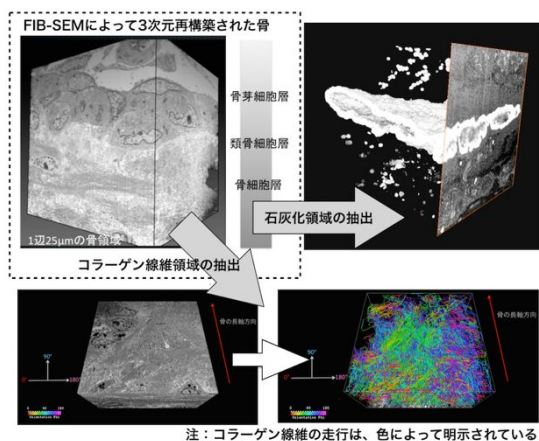 FIB-SEMによって3次元再構築された骨
骨芽細胞層
類骨細胞層
骨細胞層
1辺25μmの骨領域
石灰化領域の抽出
コラーゲン線維領域の抽出
骨の長軸方向
90°
0°
180°
骨の長軸方向
90°
0°
180°
注：コラーゲン線維の走行は、色によって明示されている